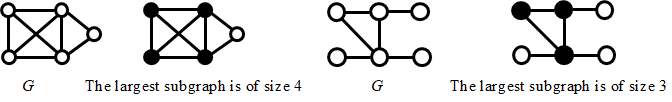 G The largest subgraph is of size 4 G The largest subgraph is of size 3